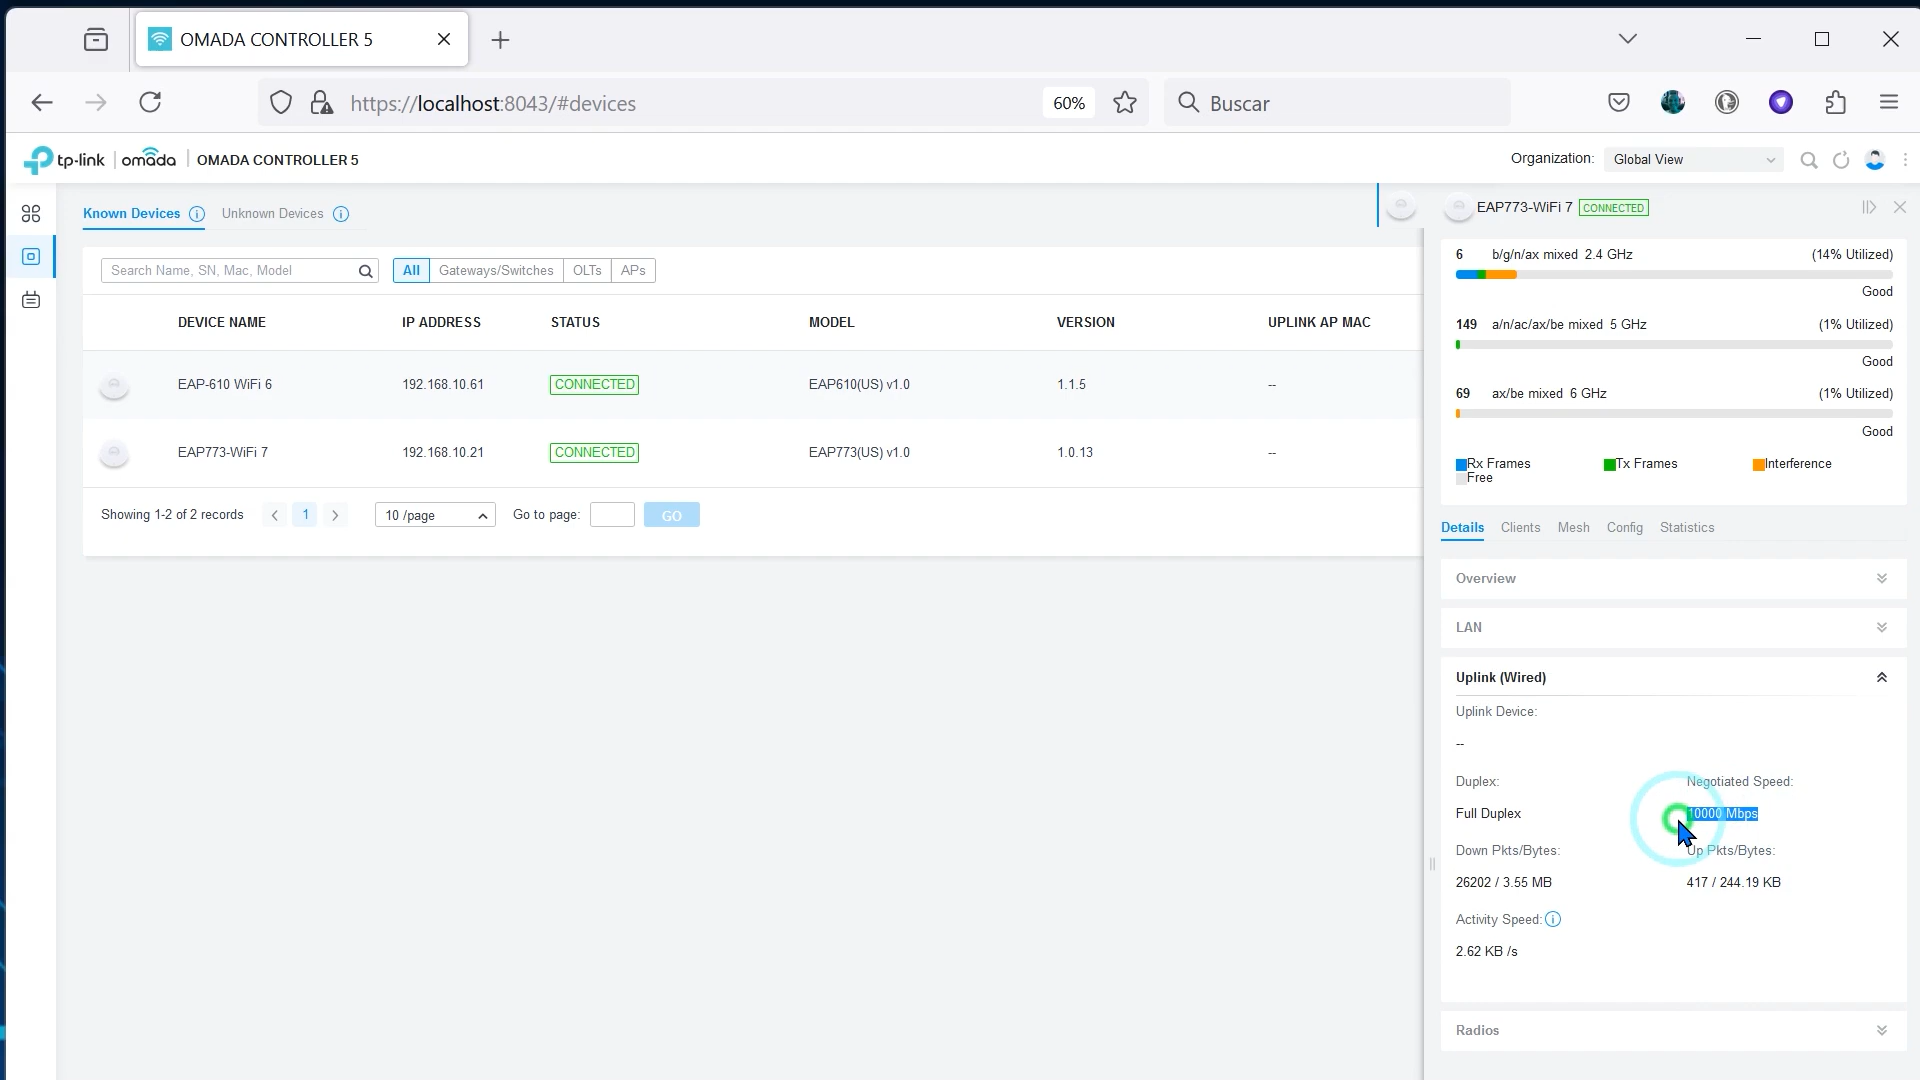 OMADA CONTROLLER 5
https://localhost:8043/#devices
60%
Buscar
tp-link | omada | OMADA CONTROLLER 5
Organization: Global View
Known Devices Unknown Devices
Search Name, SN, Mac, Model All Gateways/Switches OLTs APs
DEVICE NAME IP ADDRESS STATUS MODEL VERSION UPLINK AP MAC
EAP-610 WiFi 6 192.168.10.61 CONNECTED EAP610(US) v1.0 1.1.5 --
EAP773-WiFi 7 192.168.10.21 CONNECTED EAP773(US) v1.0 1.0.13 --
Showing 1-2 of 2 records 1 10 /page Go to page: GO
EAP773-WiFi 7 CONNECTED
6 b/g/n/ax mixed 2.4 GHz (14% Utilized)
Good
149 a/n/ac/ax/be mixed 5 GHz (1% Utilized)
Good
69 ax/be mixed 6 GHz (1% Utilized)
Good
Rx Frames Tx Frames Interference
Free
Details Clients Mesh Config Statistics
Overview
LAN
Uplink (Wired)
Uplink Device:
--
Duplex: Negotiated Speed:
Full Duplex 10000 Mbps
Down Pkts/Bytes: Up Pkts/Bytes:
26202 / 3.55 MB 417 / 244.19 KB
Activity Speed:
2.62 KB /s
Radios